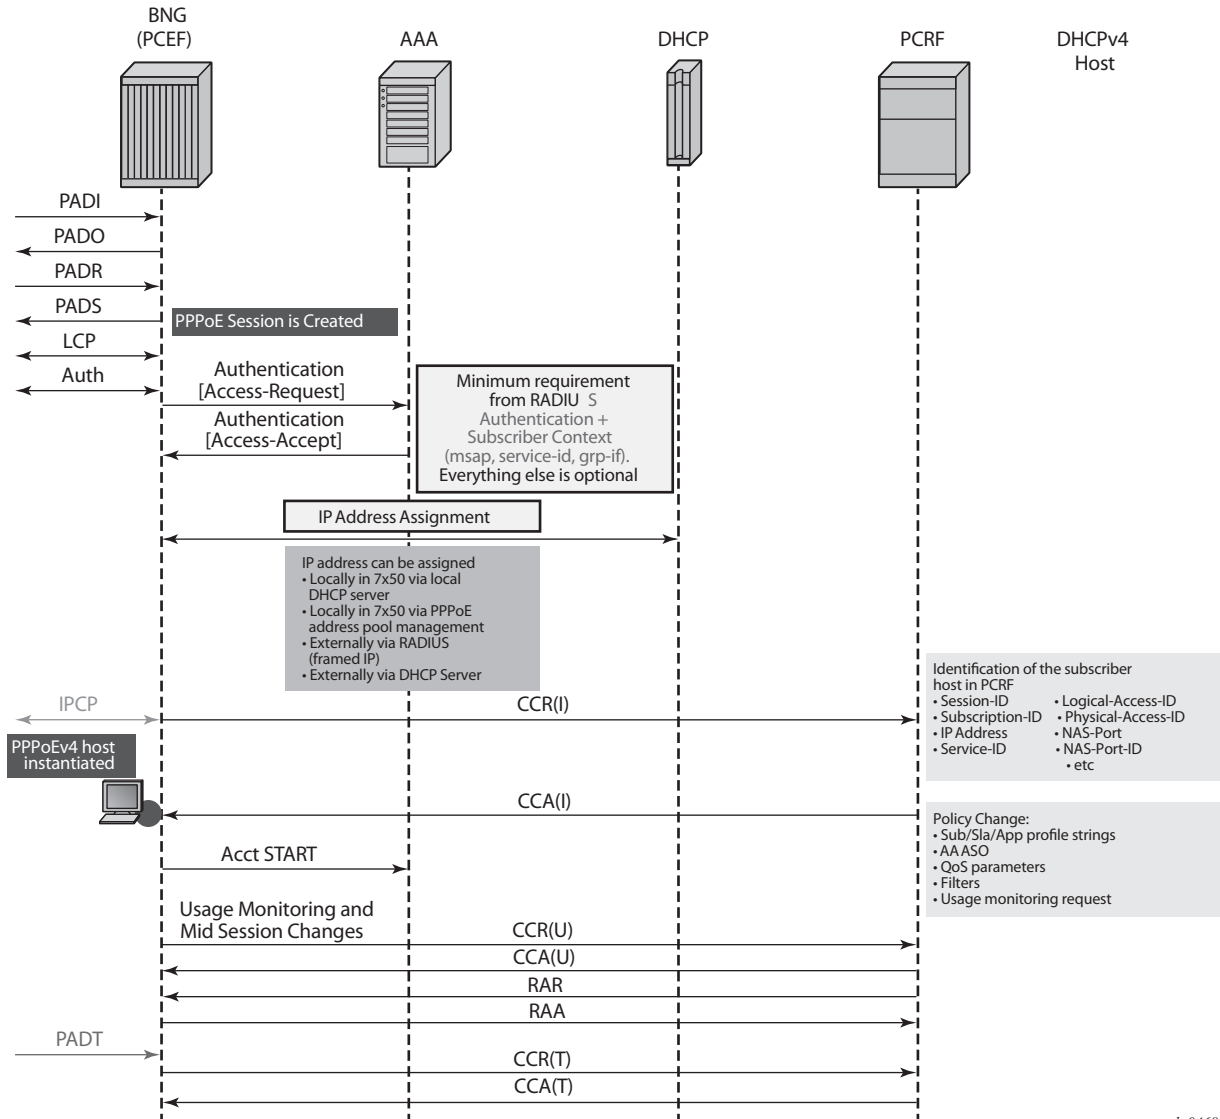 BNG
(PCEF)
AAA
DHCP
PCRF
DHCPv4
Host
PADI
PADO
PADR
PADS
PPPoE Session is Created
LCP
Auth
Authentication
[Access-Request]
Authentication
[Access-Accept]
Minimum requirement
from RADIU S
Authentication +
Subscriber Context
(msap, service-id, grp-if).
Everything else is optional
IP Address Assignment
IP address can be assigned
• Locally in 7x50 via local
DHCP server
• Locally in 7x50 via PPPoE
address pool management
• Externally via RADIUS
(framed IP)
• Externally via DHCP Server
IPCP
CCR(I)
Identification of the subscriber
host in PCRF
• Session-ID • Logical-Access-ID
• Subscription-ID • Physical-Access-ID
• IP Address • NAS-Port
• Service-ID • NAS-Port-ID
• etc
PPPoEv4 host
instantiated
CCA(I)
Policy Change:
• Sub/Sla/App profile strings
• AA ASO
• QoS parameters
• Filters
• Usage monitoring request
Acct START
Usage Monitoring and
Mid Session Changes
CCR(U)
CCA(U)
RAR
RAA
PADT
CCR(T)
CCA(T)